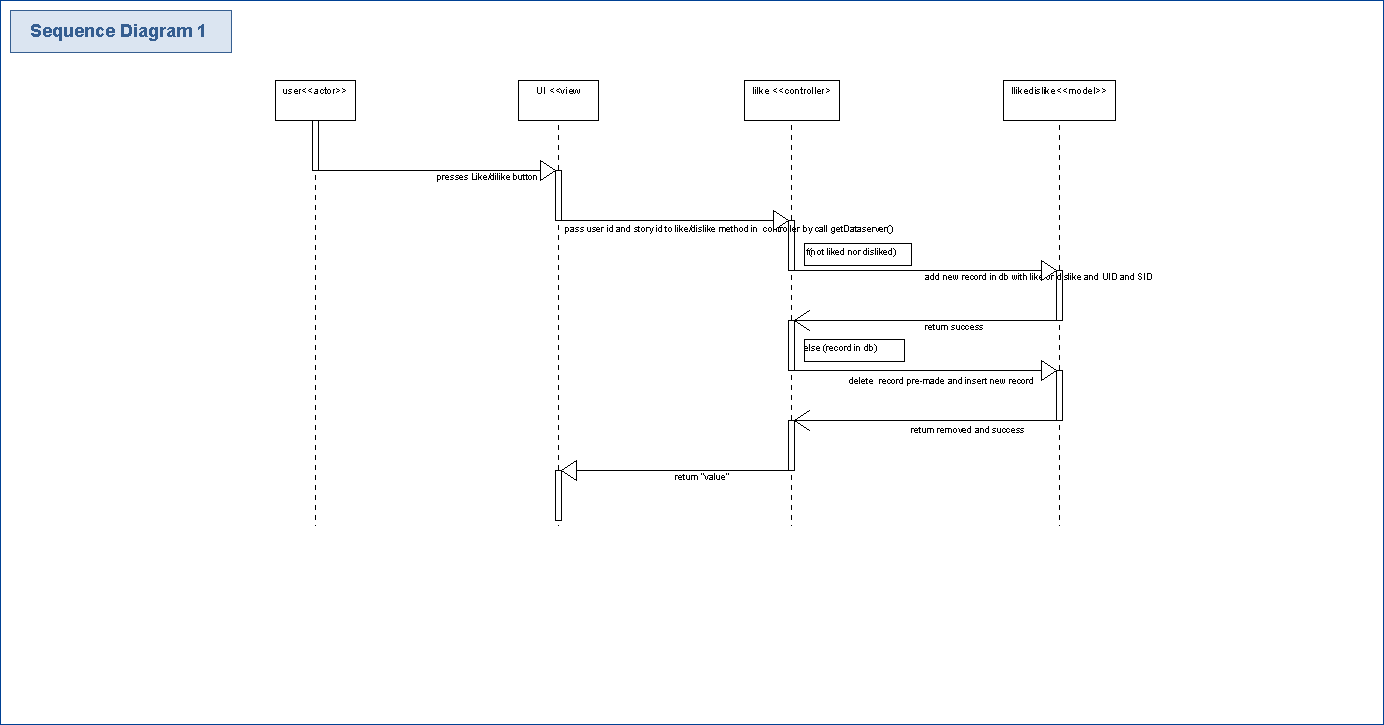 Sequence Diagram 1
user<<actor>>
UI <<view
lilke <<controller>
llikedislike<<model>>
presses Like/dilike button
pass user id and story id to like/dislike method in controller by call getDataserver()
f(not liked nor disliked)
add new record in db with like or dislike and UID and SID
return success
else (record in db)
delete record pre-made and insert new record
return removed and success
return "value"